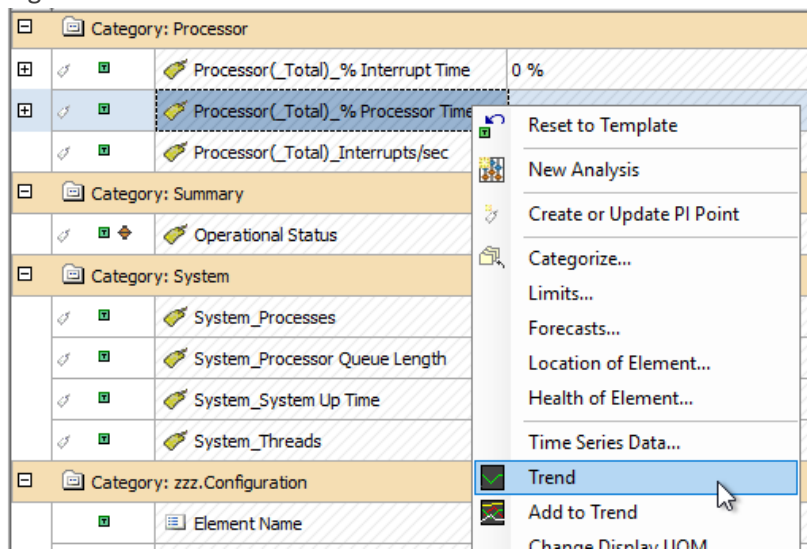 Category: Processor
Processor(_Total)_% Interrupt Time 0 %
Processor(_Total)_% Processor Time
Processor(_Total)_Interrupts/sec
Category: Summary
Operational Status
Category: System
System_Processes
System_Processor Queue Length
System_System Up Time
System_Threads
Category: zzz.Configuration
Element Name
Reset to Template
New Analysis
Create or Update PI Point
Categorize...
Limits...
Forecasts...
Location of Element...
Health of Element...
Time Series Data...
Trend
Add to Trend
Change Display UOM